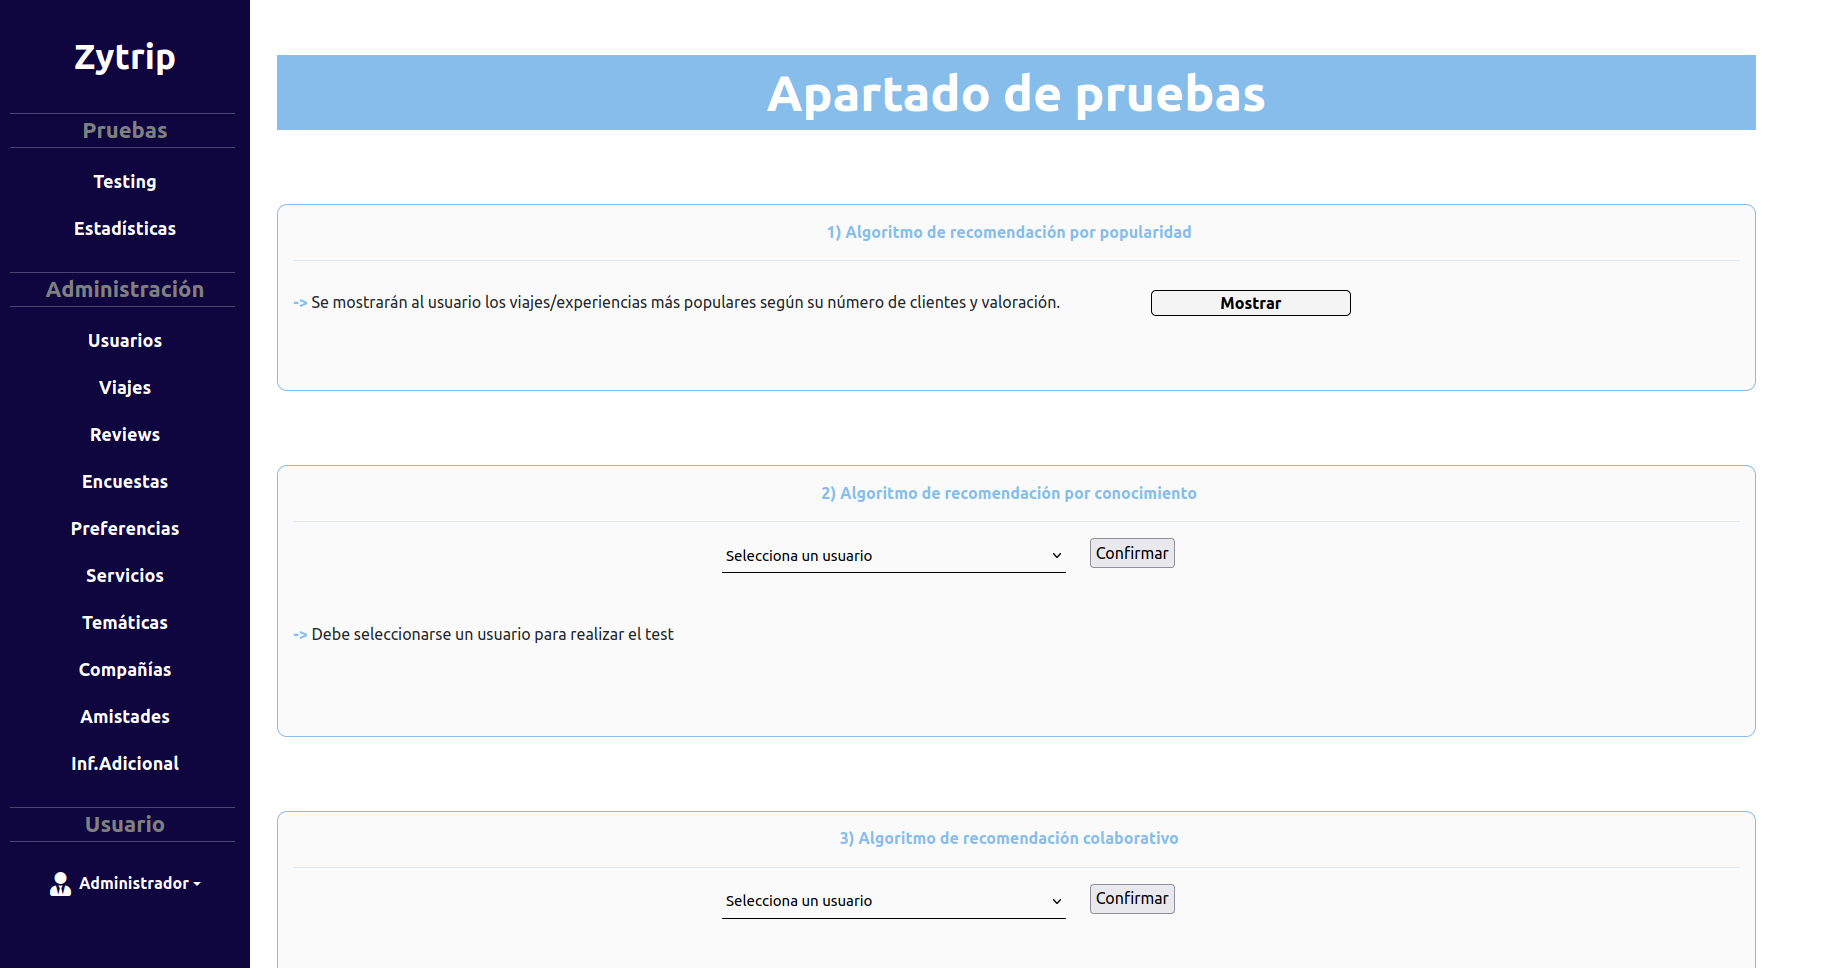 Zytrip
Pruebas
Testing
Estadísticas
Administración
Usuarios
Viajes
Reviews
Encuestas
Preferencias
Servicios
Temáticas
Compañías
Amistades
Inf.Adicional
Usuario
Administrador
Apartado de pruebas
1) Algoritmo de recomendación por popularidad
-> Se mostrarán al usuario los viajes/experiencias más populares según su número de clientes y valoración.
Mostrar
2) Algoritmo de recomendación por conocimiento
Selecciona un usuario
Confirmar
-> Debe seleccionarse un usuario para realizar el test
3) Algoritmo de recomendación colaborativo
Selecciona un usuario
Confirmar